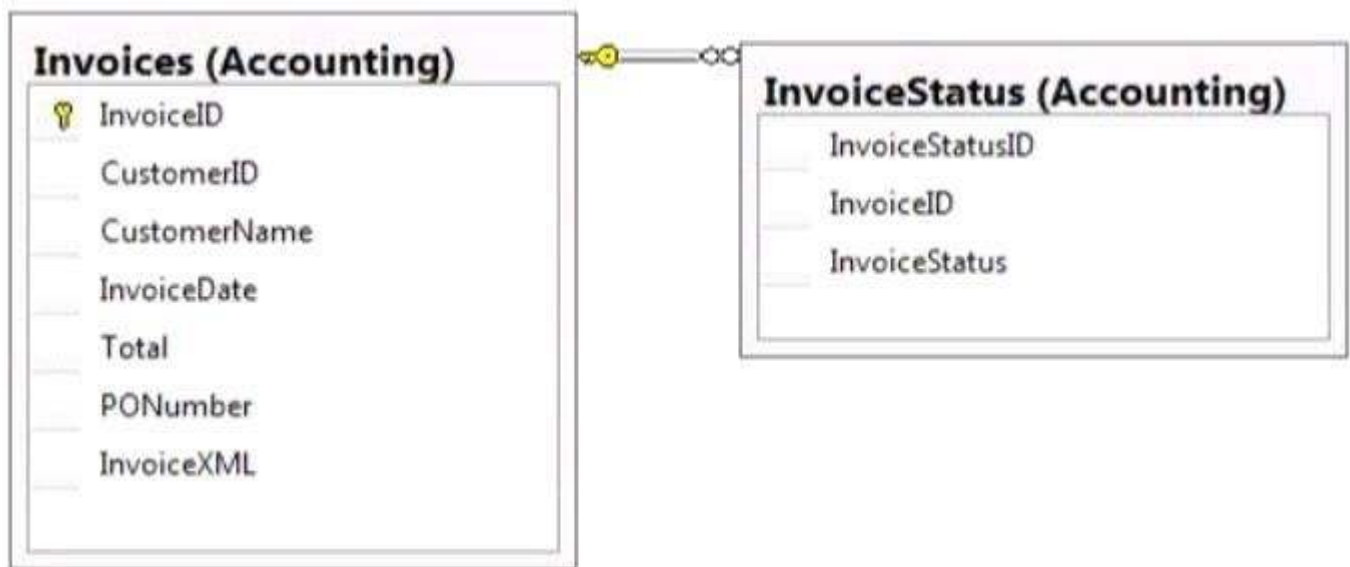 Invoices (Accounting)
InvoiceID
CustomerID
CustomerName
InvoiceDate
Total
PONumber
InvoiceXML
InvoiceStatus (Accounting)
InvoiceStatusID
InvoiceID
InvoiceStatus